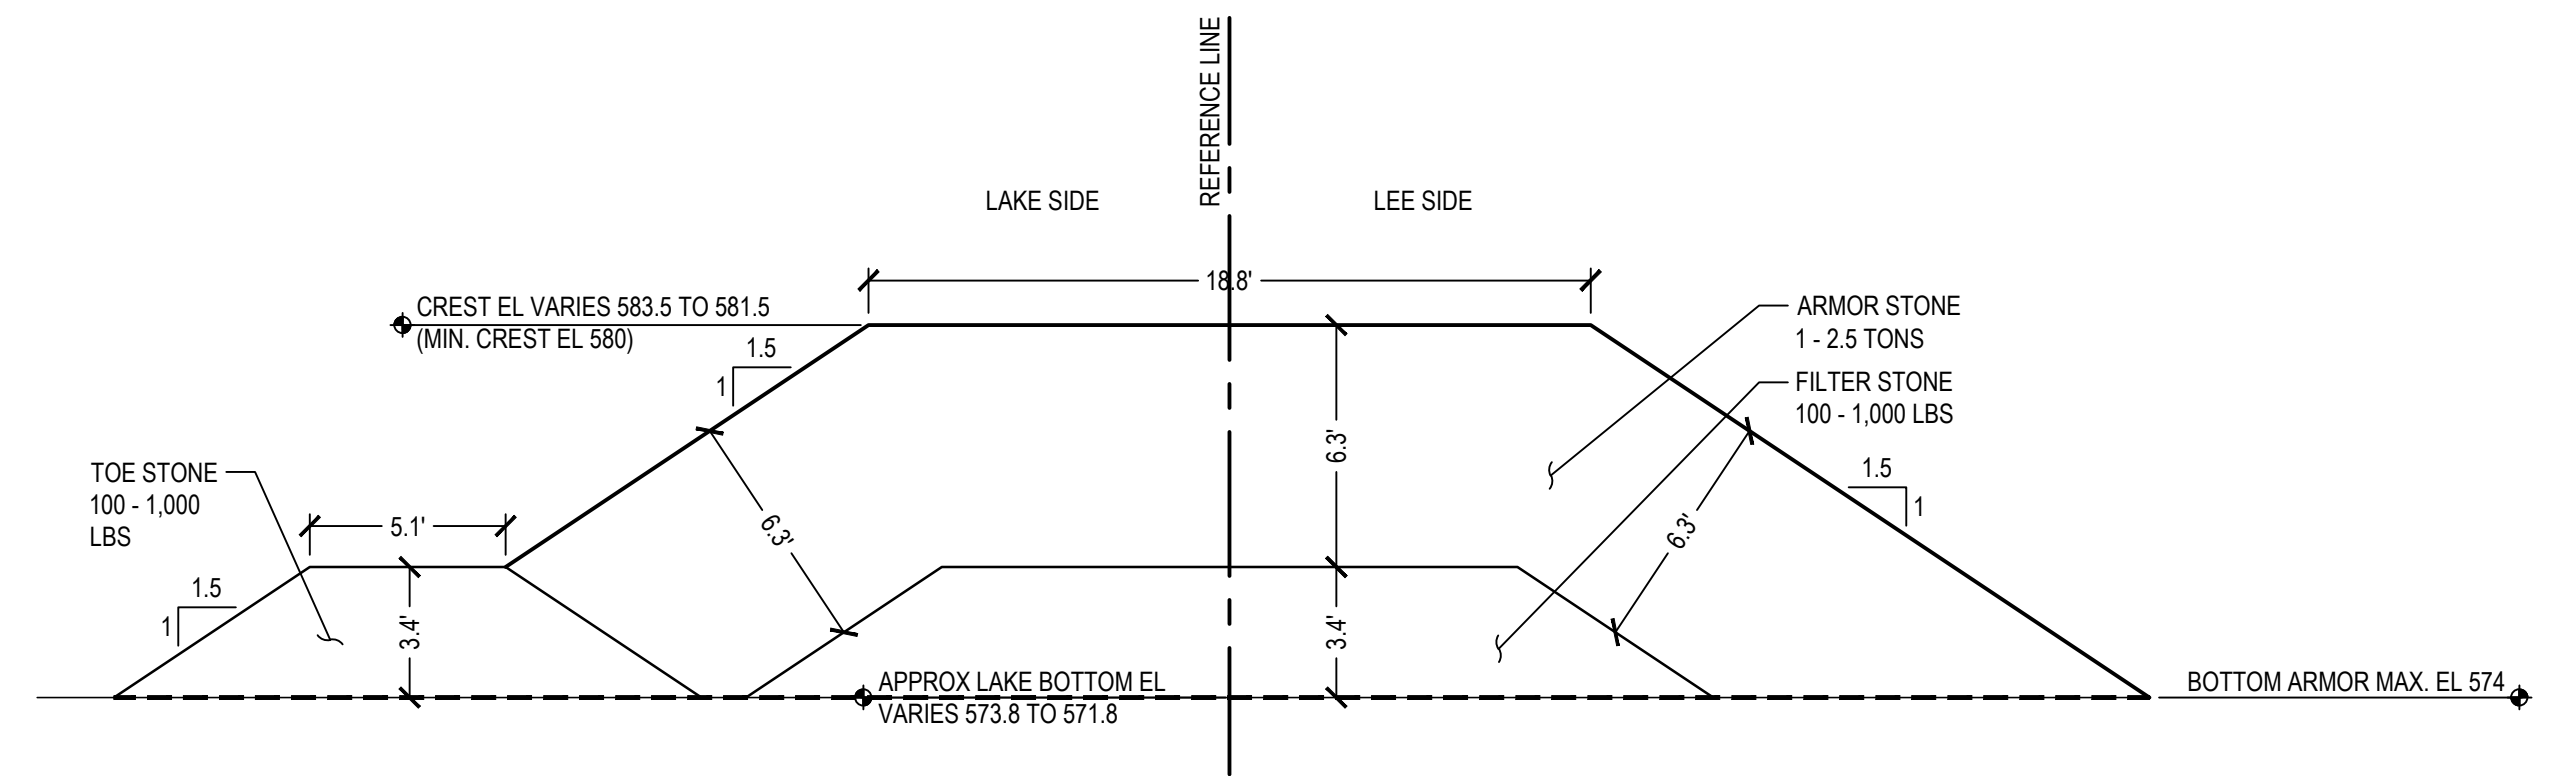 REFERENCE LINE
LAKE SIDE
LEE SIDE
18.8'
CREST EL VARIES 583.5 TO 581.5
(MIN. CREST EL 580)
1.5
1
ARMOR STONE
1 - 2.5 TONS
FILTER STONE
100 - 1,000 LBS
6.3'
TOE STONE
100 - 1,000
LBS
5.1'
6.3'
6.3'
1.5
1
1.5
1
3.4'
3.4'
APPROX LAKE BOTTOM EL
VARIES 573.8 TO 571.8
BOTTOM ARMOR MAX. EL 574